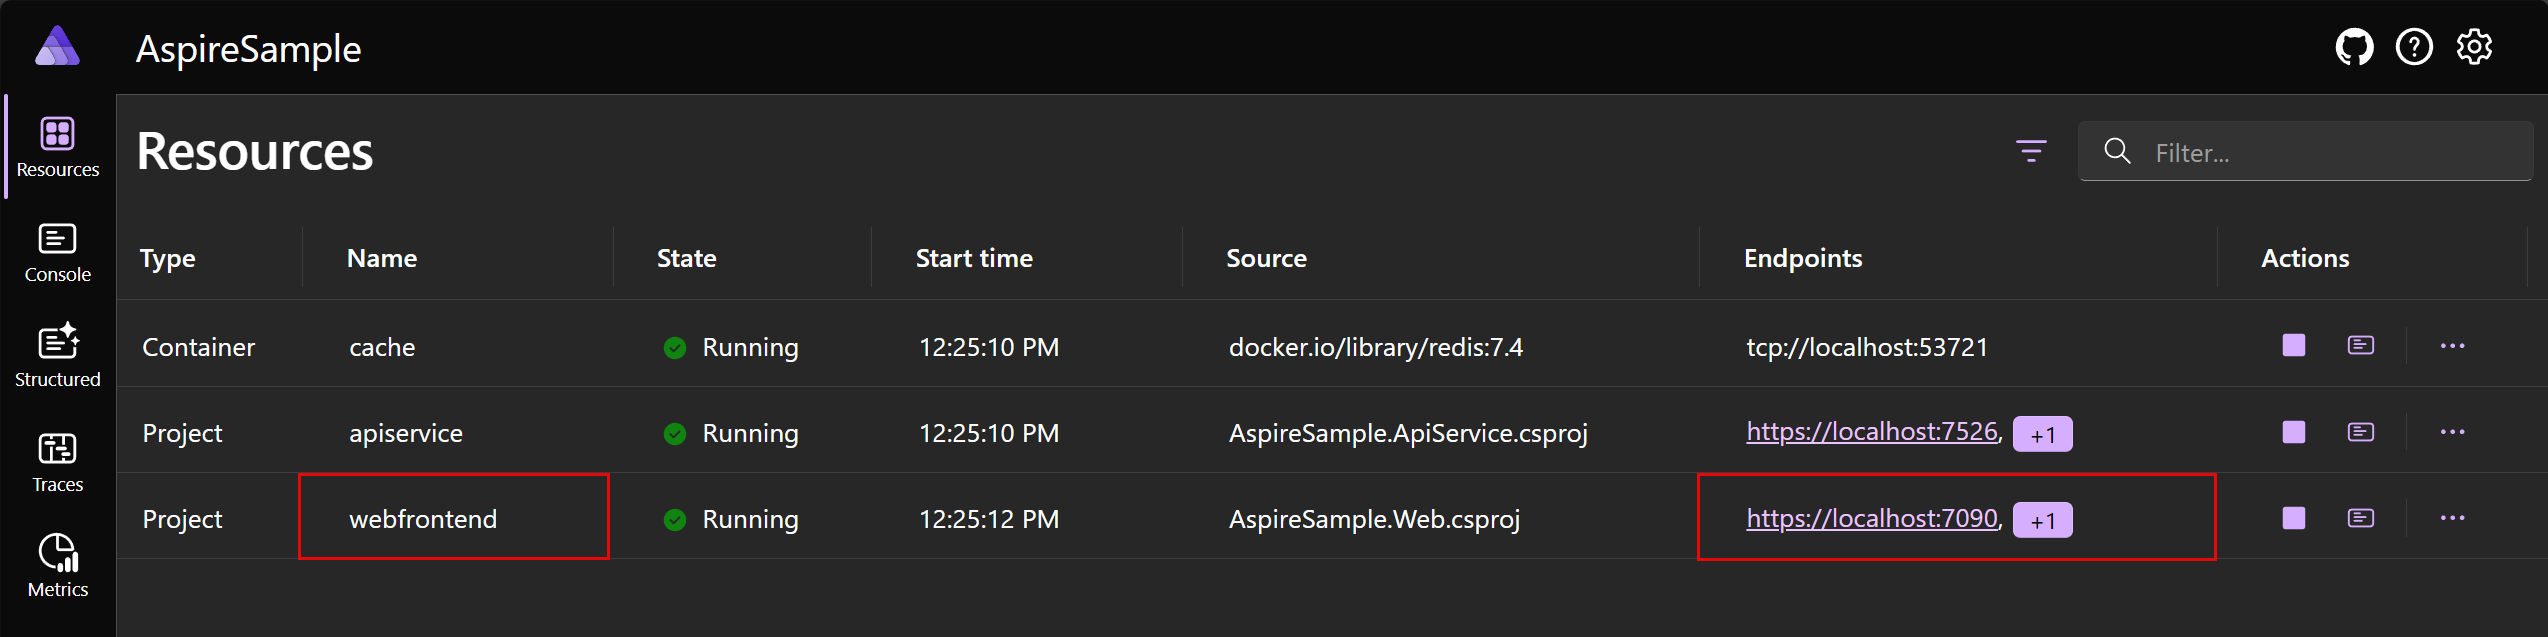 AspireSample
Resources
Console
Structured
Traces
Metrics
Resources
Filter...
Type Name State Start time Source Endpoints Actions
Container cache Running 12:25:10 PM docker.io/library/redis:7.4 tcp://localhost:53721
Project apiservice Running 12:25:10 PM AspireSample.ApiService.csproj https://localhost:7526, +1
Project webfrontend Running 12:25:12 PM AspireSample.Web.csproj https://localhost:7090, +1